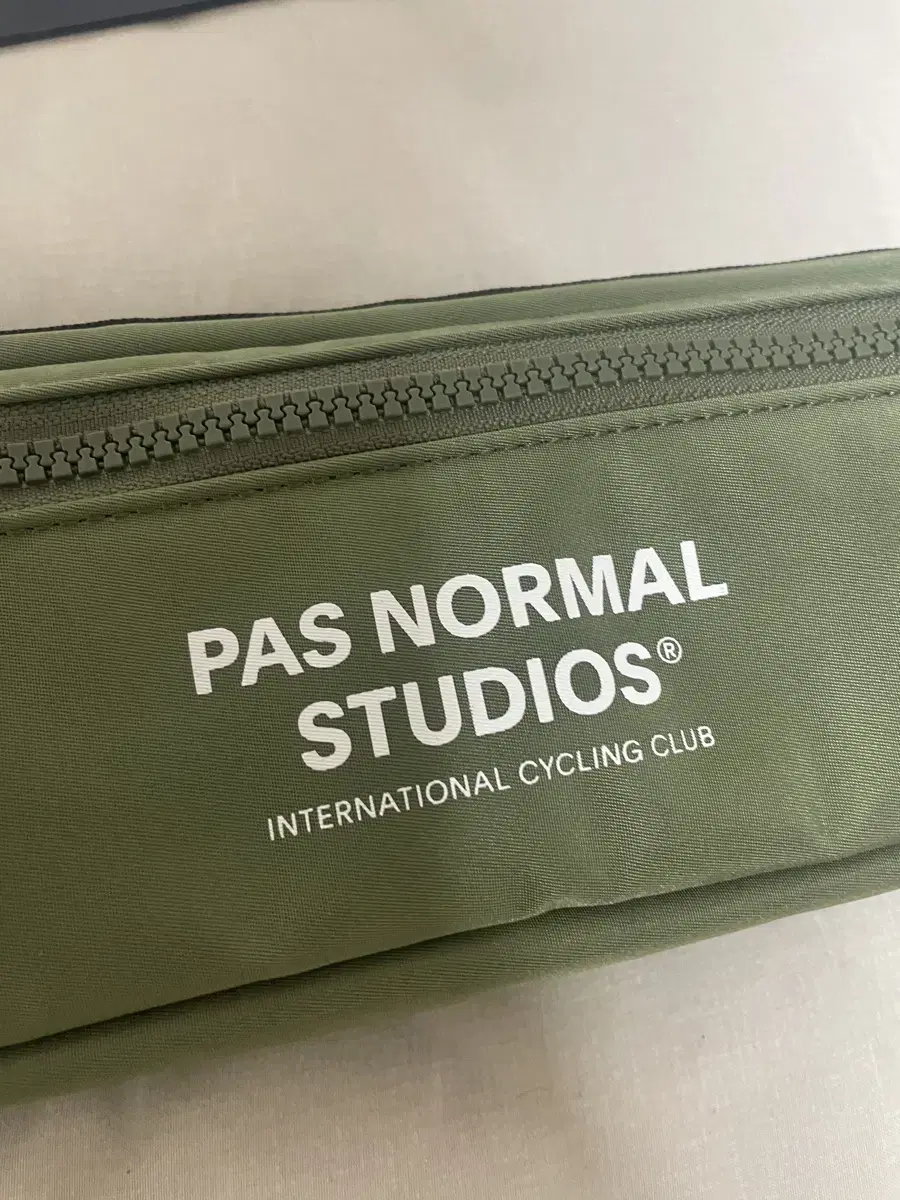 PAS NORMAL
STUDIOS®
INTERNATIONAL CYCLING CLUB